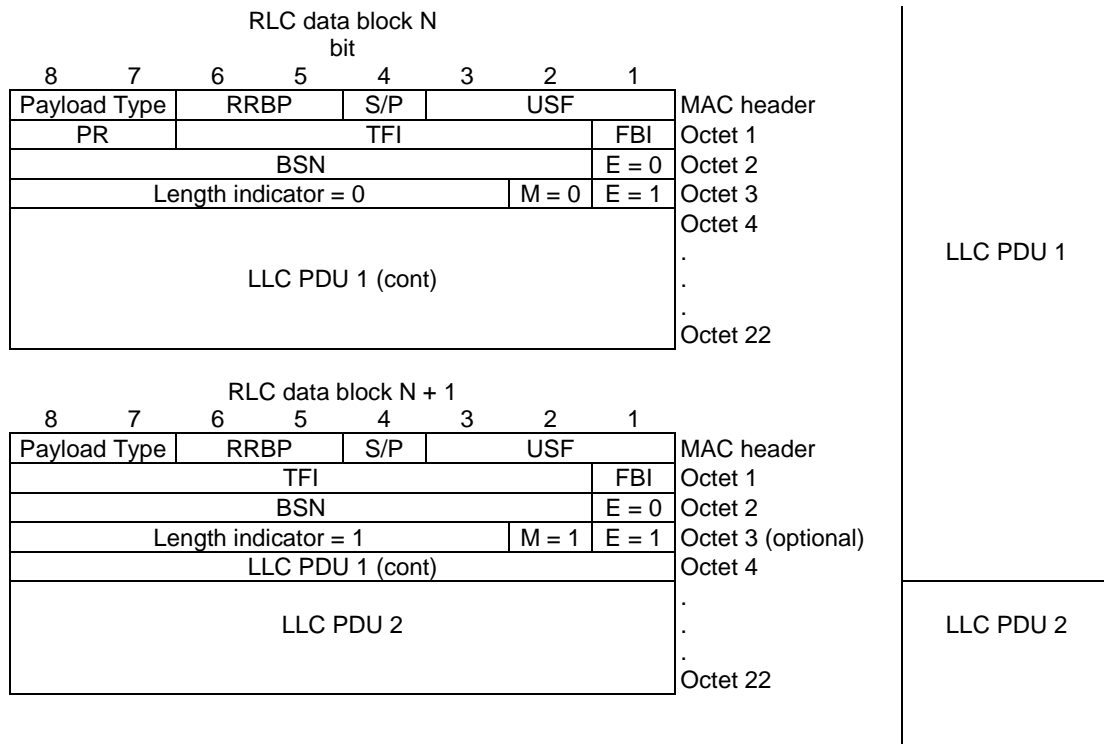 RLC data block N
bit
8 7 6 5 4 3 2 1
Payload Type RRBP S/P USF MAC header
PR TFI FBI Octet 1
BSN E = 0 Octet 2
Length indicator = 0 M = 0 E = 1 Octet 3
Octet 4
LLC PDU 1
.
LLC PDU 1 (cont) .
.
Octet 22
RLC data block N + 1
8 7 6 5 4 3 2 1
Payload Type RRBP S/P USF MAC header
TFI FBI Octet 1
BSN E = 0 Octet 2
Length indicator = 1 M = 1 E = 1 Octet 3 (optional)
LLC PDU 1 (cont) Octet 4
.
LLC PDU 2 . LLC PDU 2
.
Octet 22